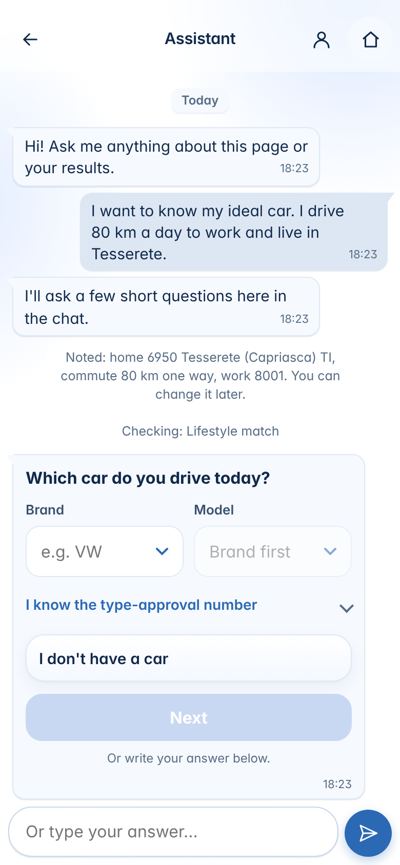 Assistant
Today
Hi! Ask me anything about this page or
your results.
18:23
I want to know my ideal car. I drive
80 km a day to work and live in
Tesserete.
18:23
I'll ask a few short questions here in
the chat.
18:23
Noted: home 6950 Tesserete (Capriasca) TI,
commute 80 km one way, work 8001. You can
change it later.
Checking: Lifestyle match
Which car do you drive today?
Brand
Model
e.g. VW
Brand first
I know the type-approval number
I don't have a car
Next
Or write your answer below.
18:23
Or type your answer...